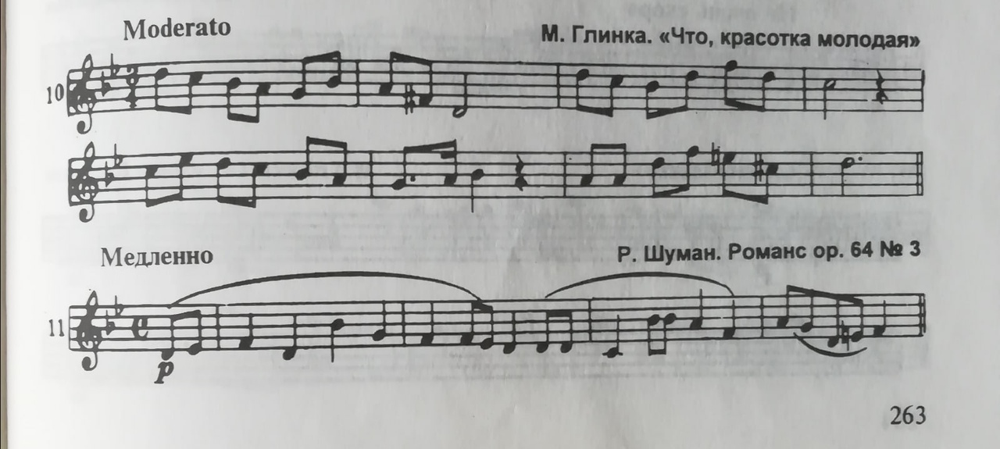 Moderato
М. Глинка. «Что, красотка молодая»
10
Медленно
Р. Шуман. Романс ор. 64 № 3
11
p
263